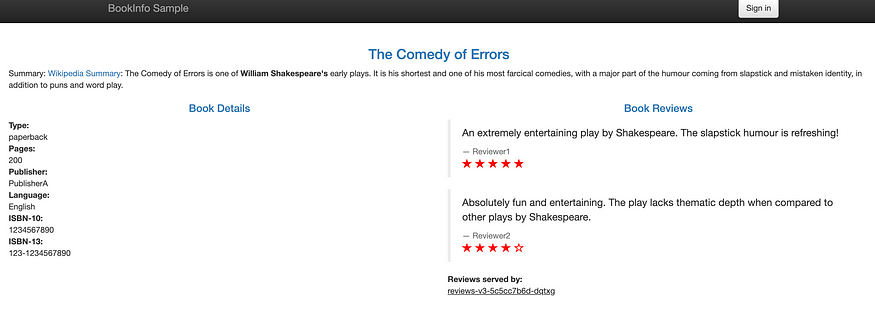 BookInfo Sample
Sign in
The Comedy of Errors
Summary: Wikipedia Summary: The Comedy of Errors is one of William Shakespeare's early plays. It is his shortest and one of his most farcical comedies, with a major part of the humour coming from slapstick and mistaken identity, in
addition to puns and word play.
Book Details
Type:
paperback
Pages:
200
Publisher:
PublisherA
Language:
English
ISBN-10:
1234567890
ISBN-13:
123-1234567890
Book Reviews
An extremely entertaining play by Shakespeare. The slapstick humour is refreshing!
— Reviewer1
★★★★★
Absolutely fun and entertaining. The play lacks thematic depth when compared to
other plays by Shakespeare.
— Reviewer2
★★★★☆
Reviews served by:
reviews-v3-5c5cc7b6d-dqtxg